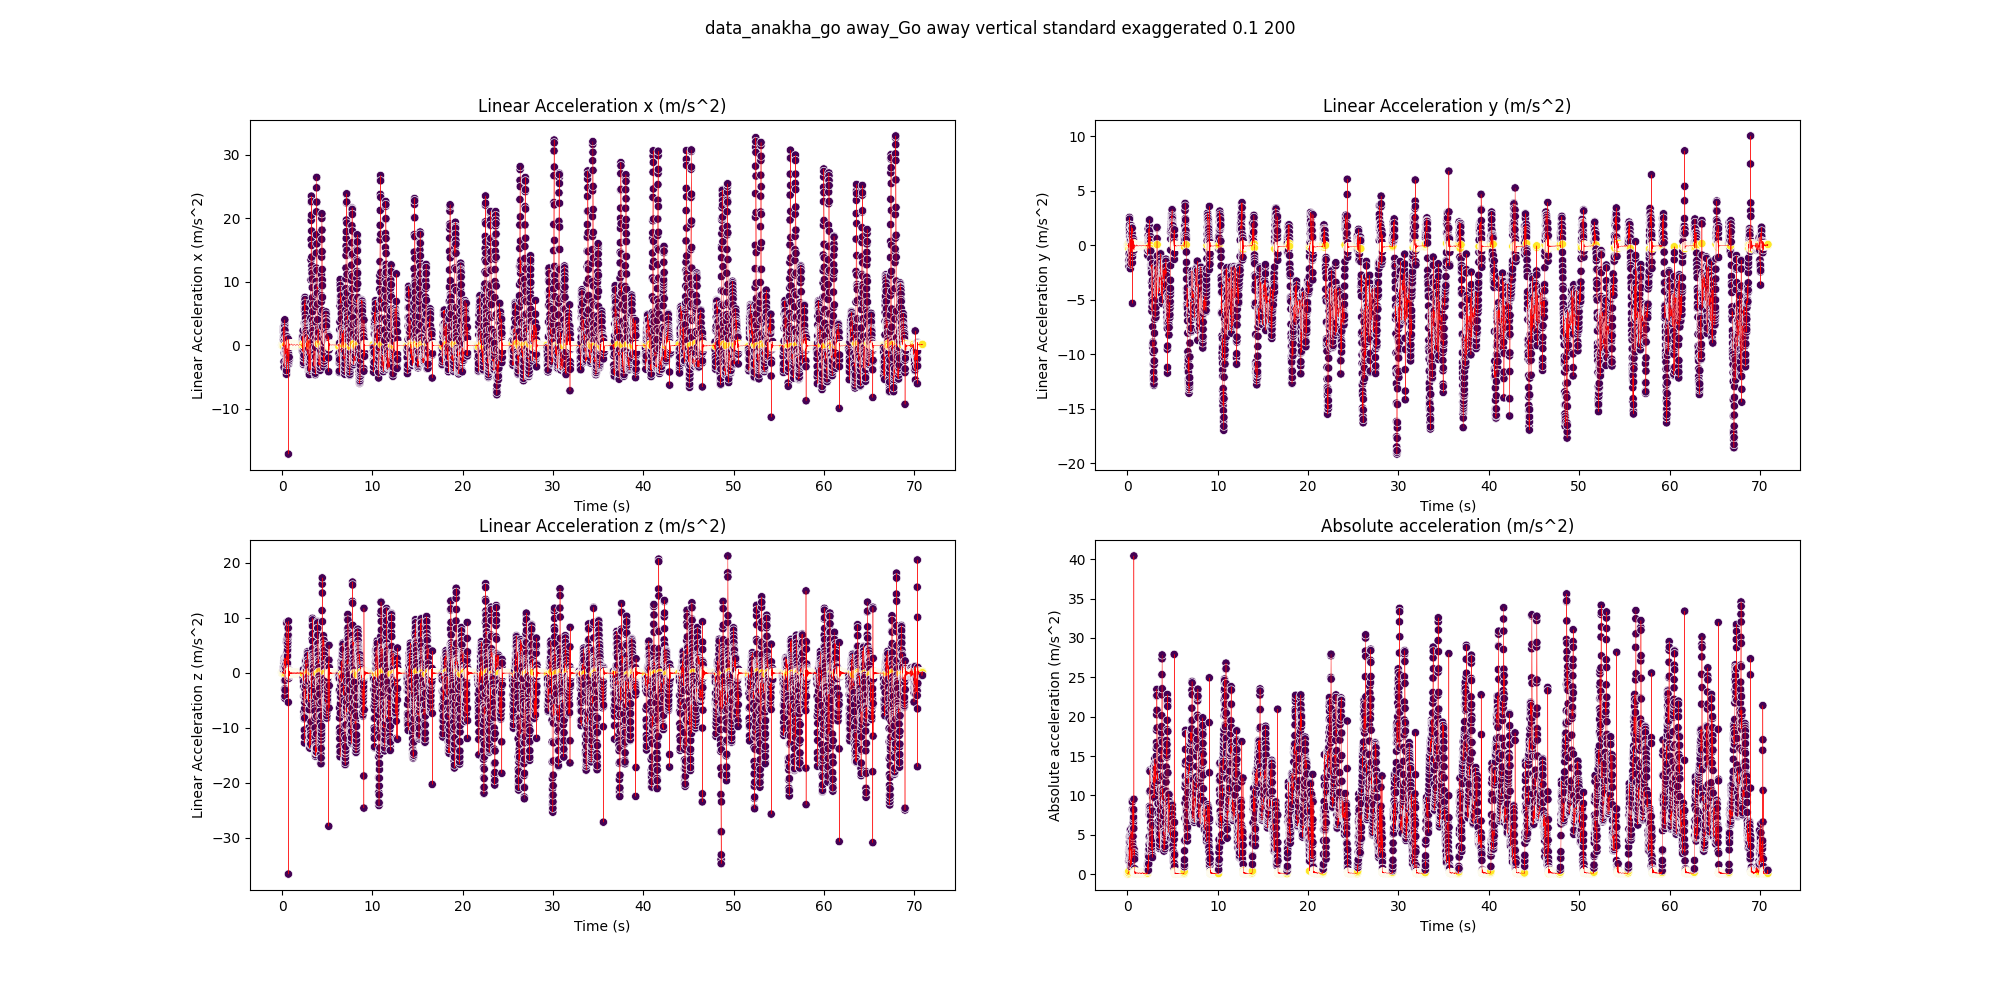 data_anakha_go away_Go away vertical standard exaggerated 0.1 200
Linear Acceleration x (m/s^2)
Linear Acceleration x (m/s^2)
30
20
10
0
−10
0 10 20 30 40 50 60 70
Time (s)
Linear Acceleration y (m/s^2)
Linear Acceleration y (m/s^2)
10
5
0
−5
−10
−15
−20
0 10 20 30 40 50 60 70
Time (s)
Linear Acceleration z (m/s^2)
Linear Acceleration z (m/s^2)
20
10
0
−10
−20
−30
0 10 20 30 40 50 60 70
Time (s)
Absolute acceleration (m/s^2)
Absolute acceleration (m/s^2)
40
35
30
25
20
15
10
5
0
0 10 20 30 40 50 60 70
Time (s)